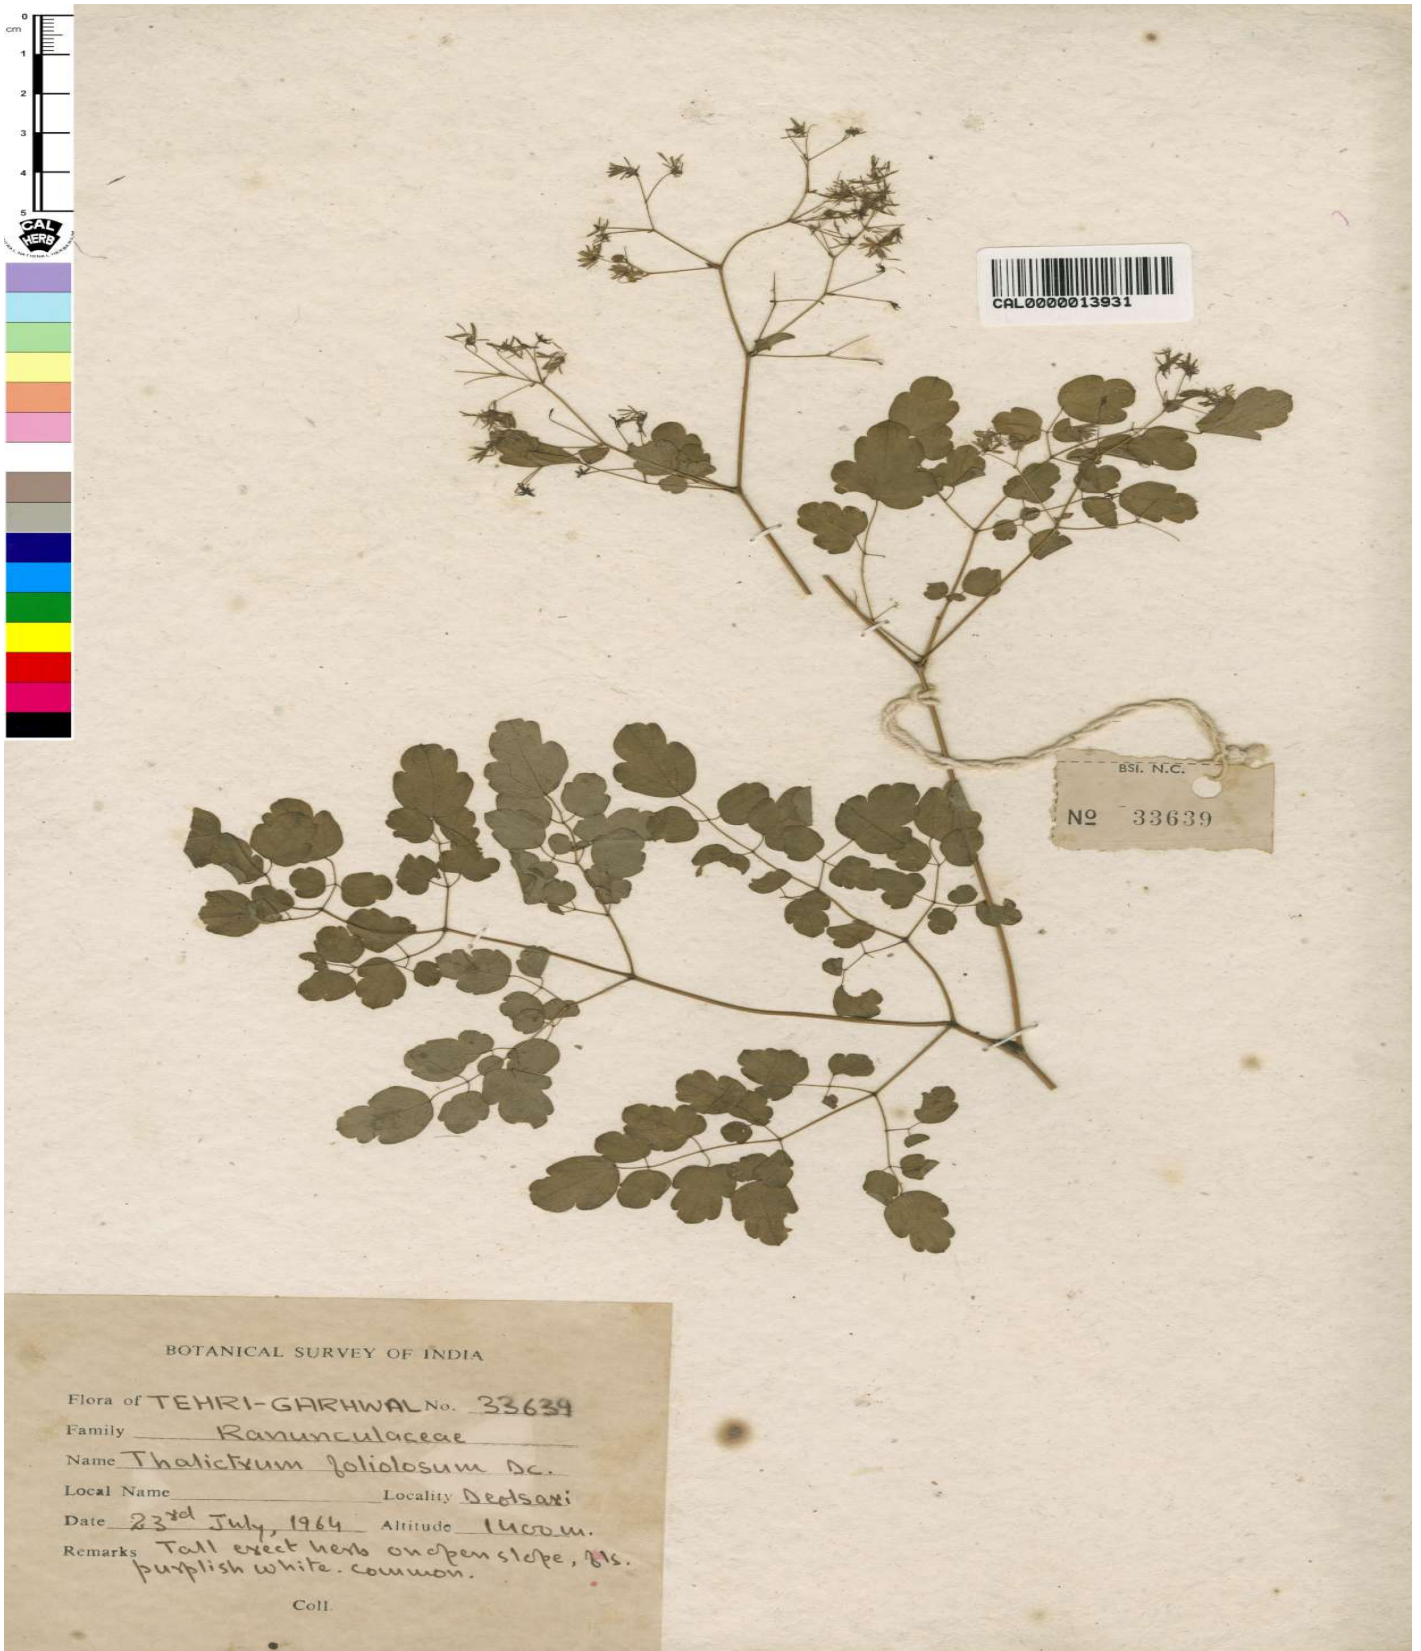 0
cm
1
2
3
4
5
CAL
HERB
CAL0000013931
BSI. N.C.
No 33639
BOTANICAL SURVEY OF INDIA
Flora of TEHRI-GARHWAL No. 33639
Family Ranunculaceae
Name Thalictrum foliolosum DC.
Local Name Locality Deolsari
Date 23rd July, 1964 Altitude 1400m.
Remarks Tall erect herb on open slope, fls.
purplish white. common.
Coll.